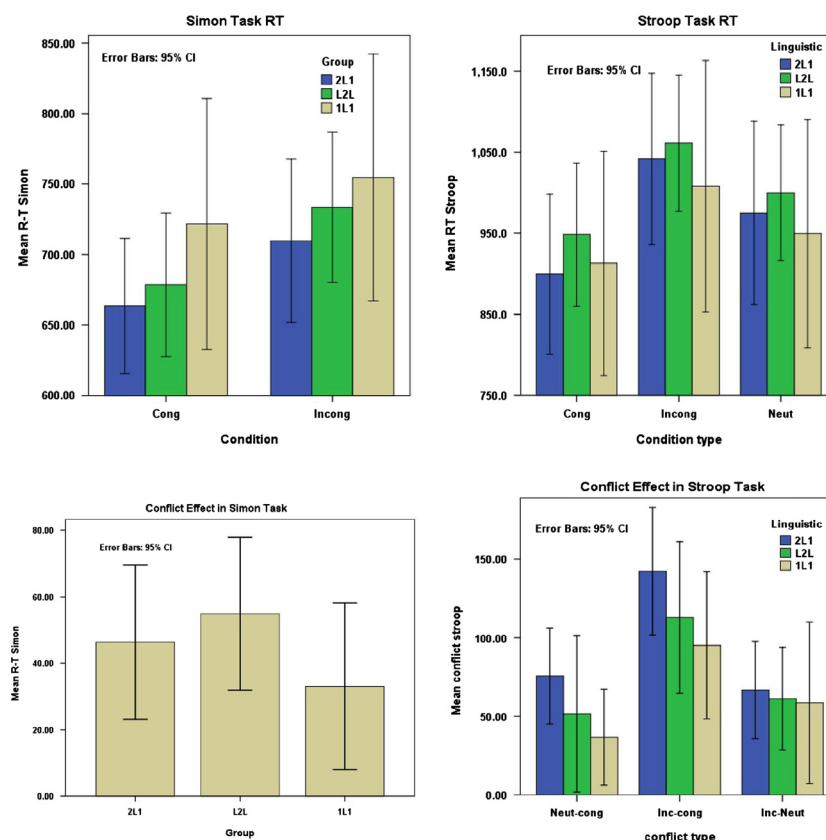 Simon Task RT
850.00
800.00
750.00
700.00
650.00
600.00
Mean R-T Simon
Error Bars: 95% CI
Group
2L1
L2L
1L1
Cong
Incong
Condition
Stroop Task RT
1,150.0
1,050.0
950.0
850.0
750.0
Mean RT Stroop
Error Bars: 95% CI
Linguistic
2L1
L2L
1L1
Cong
Incong
Neut
Condition type
Conflict Effect in Simon Task
80.00
60.00
40.00
20.00
0.00
Mean R-T Simon
Error Bars: 95% CI
2L1
L2L
1L1
Group
Conflict Effect in Stroop Task
150.00
100.00
50.00
0.00
Mean conflict stroop
Error Bars: 95% CI
Linguistic
2L1
L2L
1L1
Neut-cong
Inc-cong
Inc-Neut
conflict type